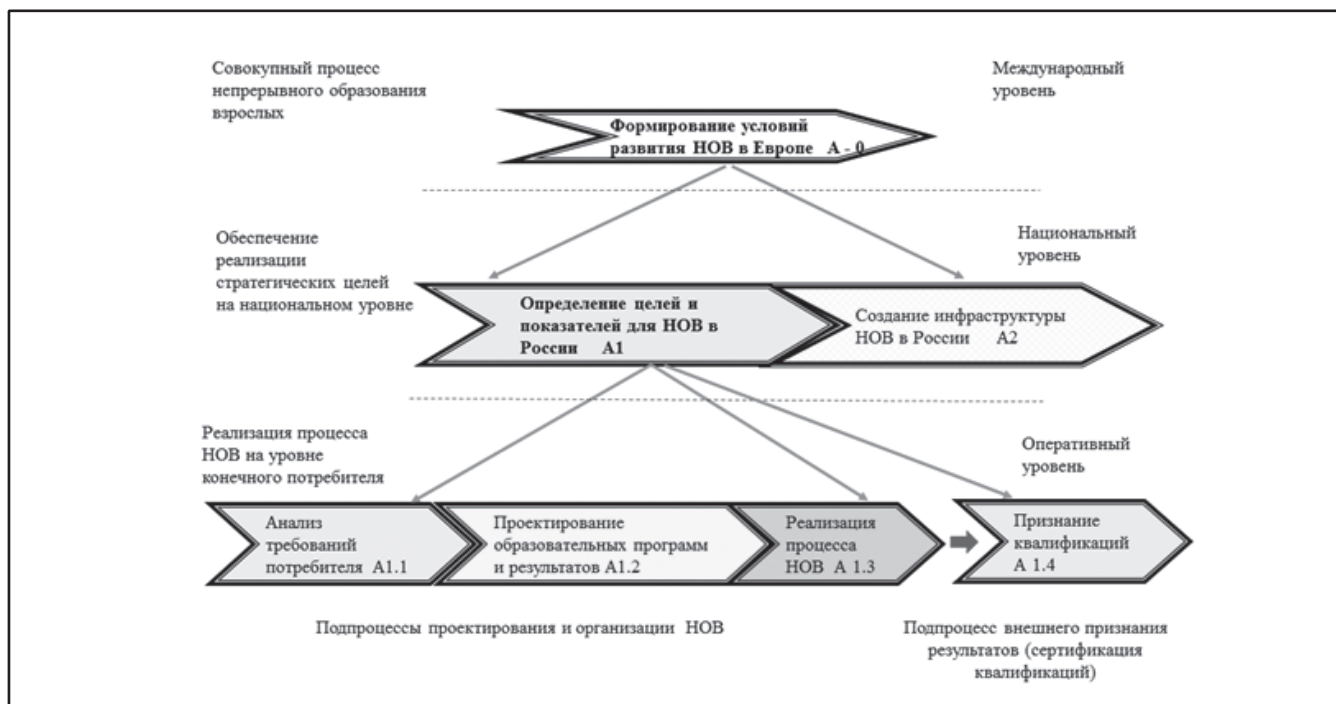 Совокупный процесс
непрерывного образования
взрослых
Международный
уровень
Формирование условий
развития НОВ в Европе А - 0
Обеспечение
реализации
стратегических целей
на национальном уровне
Национальный
уровень
Определение целей и
показателей для НОВ в
России А1
Создание инфраструктуры
НОВ в России А2
Реализация процесса
НОВ на уровне
конечного потребителя
Оперативный
уровень
Анализ
требований
потребителя А1.1
Проектирование
образовательных программ
и результатов А1.2
Реализация
процесса
НОВ А 1.3
Признание
квалификаций
А 1.4
Подпроцессы проектирования и организации НОВ
Подпроцесс внешнего признания
результатов (сертификация
квалификаций)